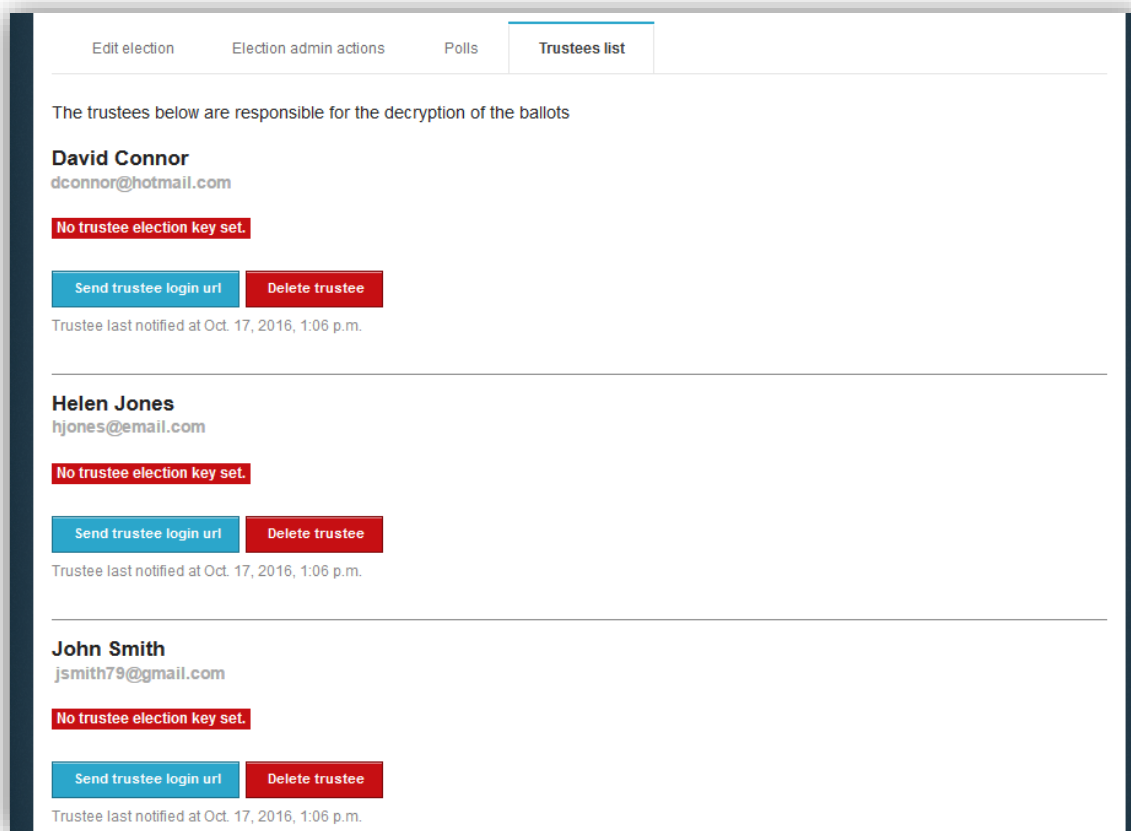 Edit election Election admin actions Polls Trustees list
The trustees below are responsible for the decryption of the ballots
David Connor
dconnor@hotmail.com
No trustee election key set.
Send trustee login url Delete trustee
Trustee last notified at Oct. 17, 2016, 1:06 p.m.
Helen Jones
hjones@email.com
No trustee election key set.
Send trustee login url Delete trustee
Trustee last notified at Oct. 17, 2016, 1:06 p.m.
John Smith
jsmith79@gmail.com
No trustee election key set.
Send trustee login url Delete trustee
Trustee last notified at Oct. 17, 2016, 1:06 p.m.